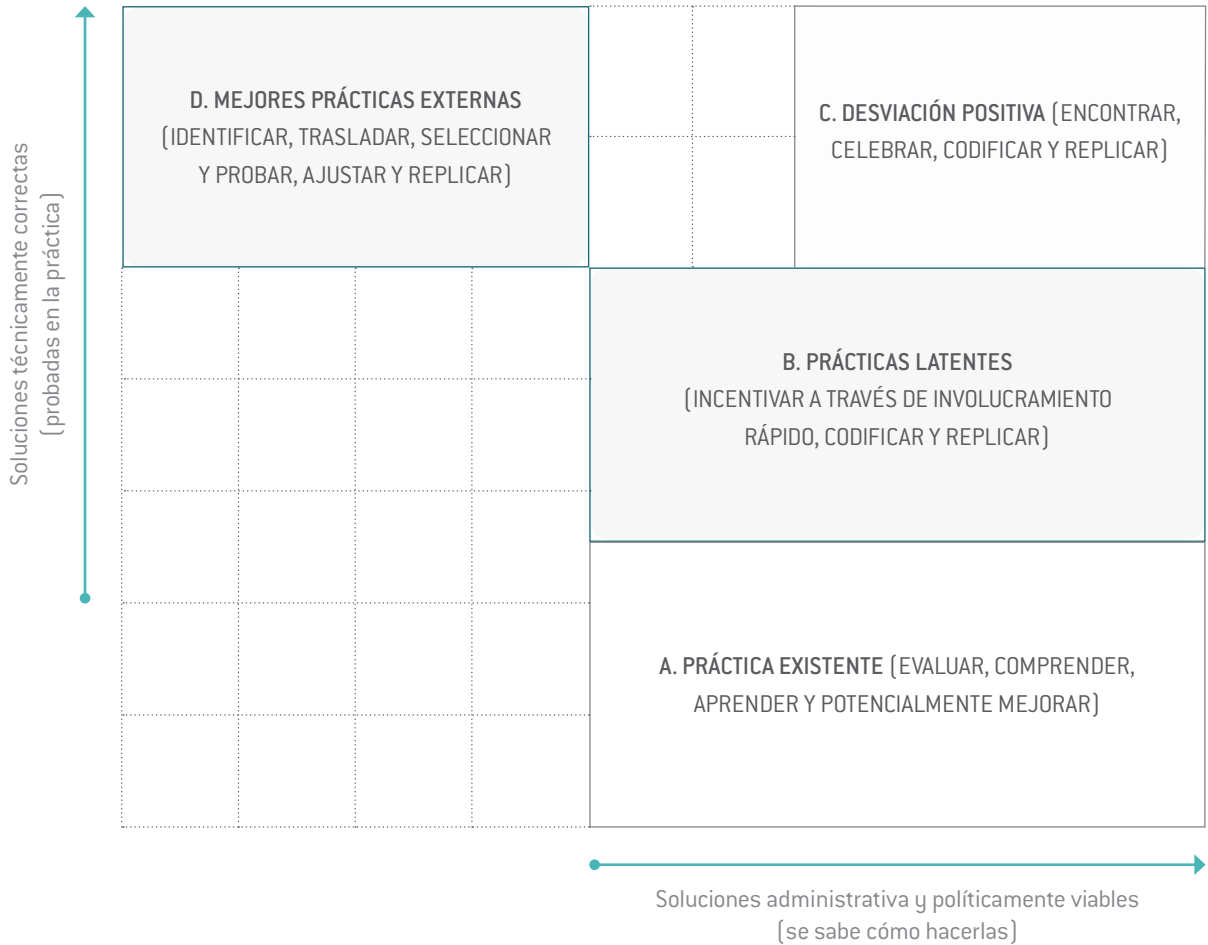 D. MEJORES PRÁCTICAS EXTERNAS
(IDENTIFICAR, TRASLADAR, SELECCIONAR
Y PROBAR, AJUSTAR Y REPLICAR)
C. DESVIACIÓN POSITIVA (ENCONTRAR,
CELEBRAR, CODIFICAR Y REPLICAR)
Soluciones técnicamente correctas
(probadas en la práctica)
B. PRÁCTICAS LATENTES
(INCENTIVAR A TRAVÉS DE INVOLUCRAMIENTO
RÁPIDO, CODIFICAR Y REPLICAR)
A. PRÁCTICA EXISTENTE (EVALUAR, COMPRENDER,
APRENDER Y POTENCIALMENTE MEJORAR)
Soluciones administrativa y políticamente viables
(se sabe cómo hacerlas)